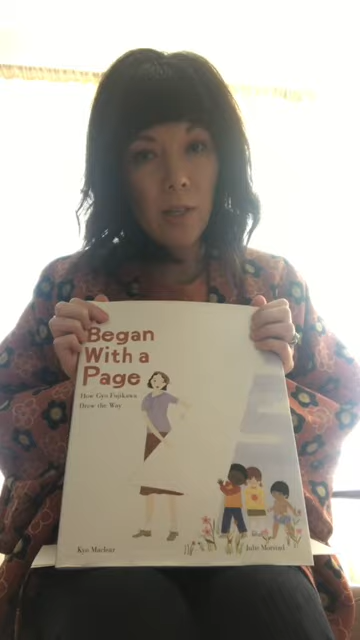 Began
With a
Page
How Gyo Fujikawa
Drew the Way
Kyo Maclear
Julie Morstad